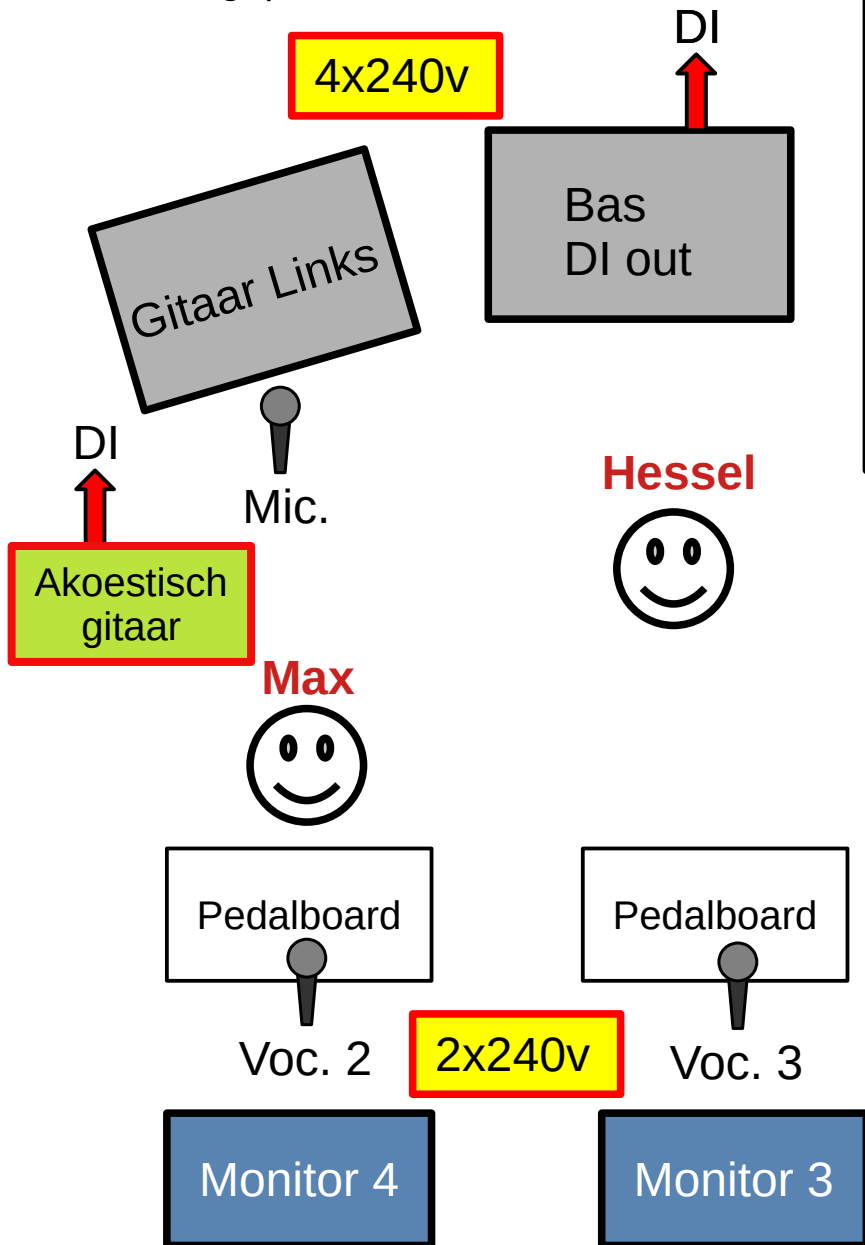 DI
4x240v
Bas
DI out
Gitaar Links
DI
Mic.
Hessel
Akoestisch
gitaar
Max
Pedalboard
Pedalboard
Voc. 2
2x240v
Voc. 3
Monitor 4
Monitor 3